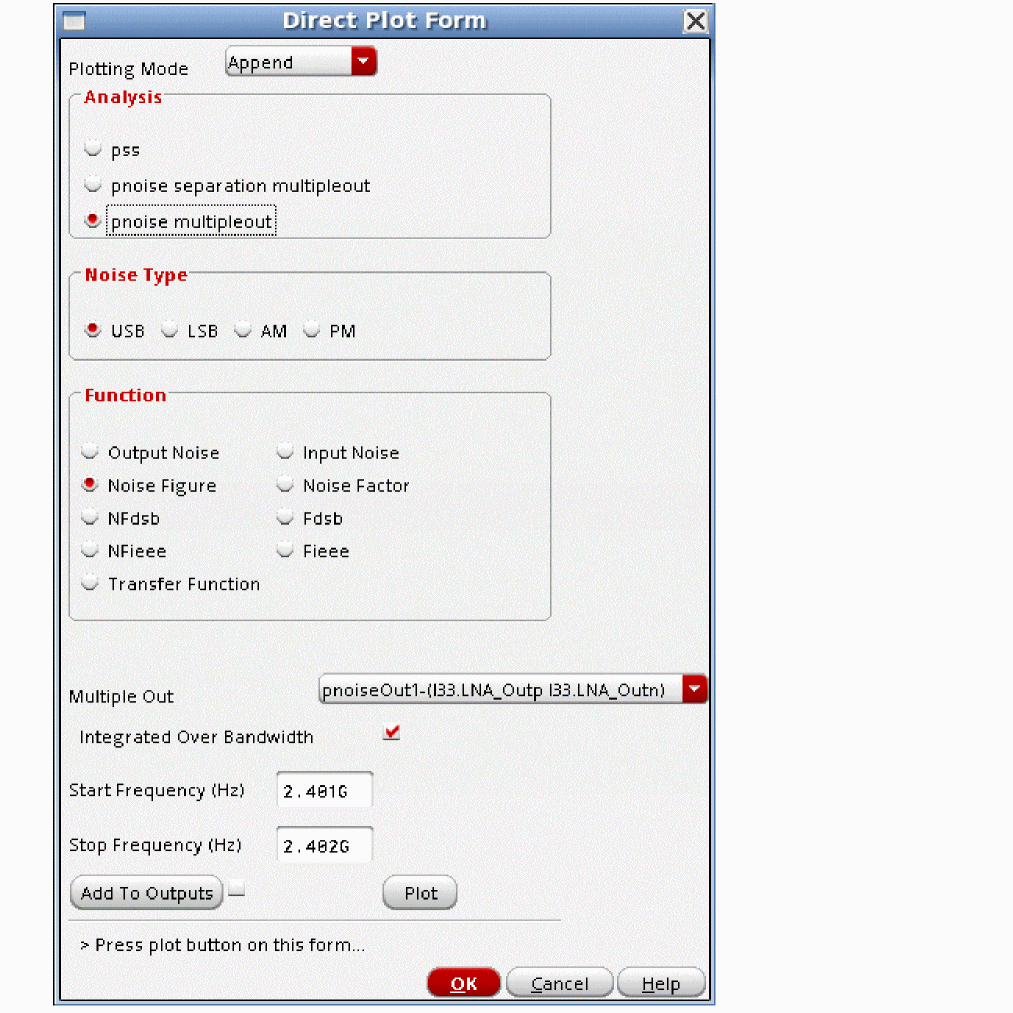 Direct Plot Form
Plotting Mode Append
Analysis
pss
pnoise separation multipleout
pnoise multipleout
Noise Type
USB LSB AM PM
Function
Output Noise Input Noise
Noise Figure Noise Factor
NFdsb Fdsb
NFieee Fieee
Transfer Function
Multiple Out pnoiseOut1-(I33.LNA_Outp I33.LNA_Outn)
Integrated Over Bandwidth
Start Frequency (Hz) 2.401G
Stop Frequency (Hz) 2.402G
Add To Outputs Plot
> Press plot button on this form...
OK Cancel Help